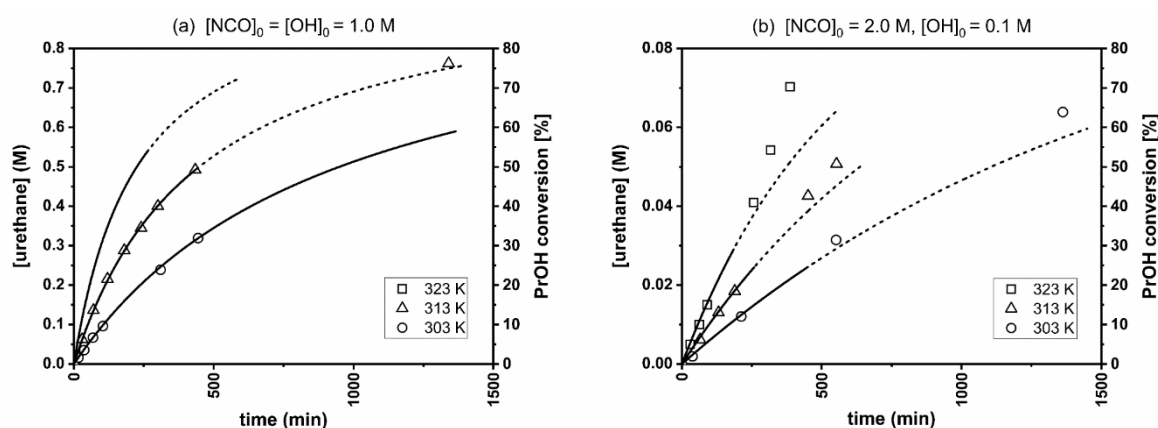 (a) [NCO]₀ = [OH]₀ = 1.0 M
0.8
0.7
0.6
0.5
0.4
0.3
0.2
0.1
0.0
[urethane] (M)
80
70
60
50
40
30
20
10
0
PrOH conversion [%]
323 K
313 K
303 K
0 500 1000 1500
time (min)
(b) [NCO]₀ = 2.0 M, [OH]₀ = 0.1 M
0.08
0.06
0.04
0.02
0.00
[urethane] (M)
80
70
60
50
40
30
20
10
0
PrOH conversion [%]
323 K
313 K
303 K
0 500 1000 1500
time (min)